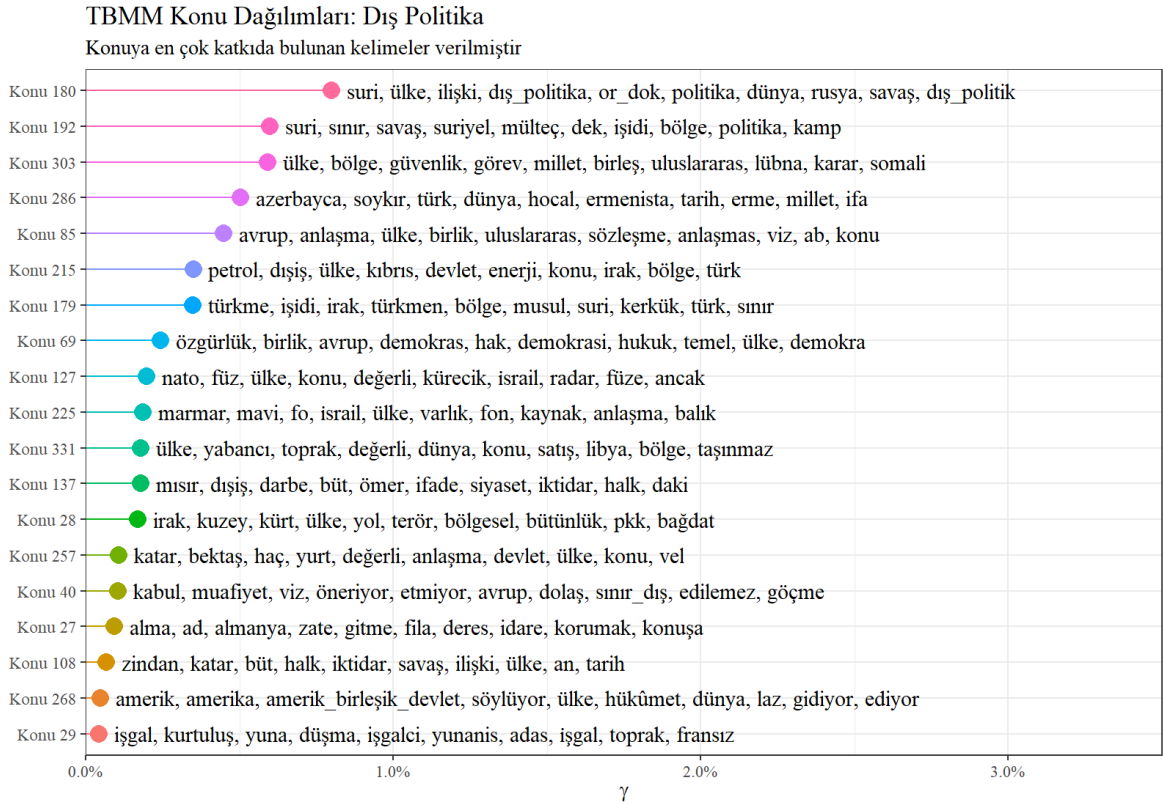 TBMM Konu Dağılımları: Dış Politika
Konuya en çok katkıda bulunan kelimeler verilmiştir
Konu 180 suri, ülke, ilişki, dış_politika, or_dok, politika, dünya, rusya, savaş, dış_politik
Konu 192 suri, sınır, savaş, suriyel, mülteç, dek, işidi, bölge, politika, kamp
Konu 303 ülke, bölge, güvenlik, görev, millet, birleş, uluslararas, lübna, karar, somali
Konu 286 azerbayca, soykır, türk, dünya, hocal, ermenista, tarih, erme, millet, ifa
Konu 85 avrup, anlaşma, ülke, birlik, uluslararas, sözleşme, anlaşmas, viz, ab, konu
Konu 215 petrol, dışiş, ülke, kıbrıs, devlet, enerji, konu, irak, bölge, türk
Konu 179 türkme, işidi, irak, türkmen, bölge, musul, suri, kerkük, türk, sınır
Konu 69 özgürlük, birlik, avrup, demokras, hak, demokrasi, hukuk, temel, ülke, demokra
Konu 127 nato, füz, ülke, konu, değerli, kürecik, israil, radar, füze, ancak
Konu 225 marmar, mavi, fo, israil, ülke, varlık, fon, kaynak, anlaşma, balık
Konu 331 ülke, yabancı, toprak, değerli, dünya, konu, satış, libya, bölge, taşınmaz
Konu 137 mısır, dışiş, darbe, büt, ömer, ifade, siyaset, iktidar, halk, daki
Konu 28 irak, kuzey, kürt, ülke, yol, terör, bölgesel, bütünlük, pkk, bağdat
Konu 257 katar, bektaş, haç, yurt, değerli, anlaşma, devlet, ülke, konu, vel
Konu 40 kabul, muafiyet, viz, öneriyor, etmiyor, avrup, dolaş, sınır_dış, edilemez, göçme
Konu 27 alma, ad, almanya, zate, gitme, fila, deres, idare, korumak, konuşa
Konu 108 zindan, katar, büt, halk, iktidar, savaş, ilişki, ülke, an, tarih
Konu 268 amerik, amerika, amerik_birleşik_devlet, söylüyor, ülke, hükûmet, dünya, laz, gidiyor, ediyor
Konu 29 işgal, kurtuluş, yuna, düşma, işgalci, yunanis, adas, işgal, toprak, fransız
0.0% 1.0% 2.0% 3.0%
γ